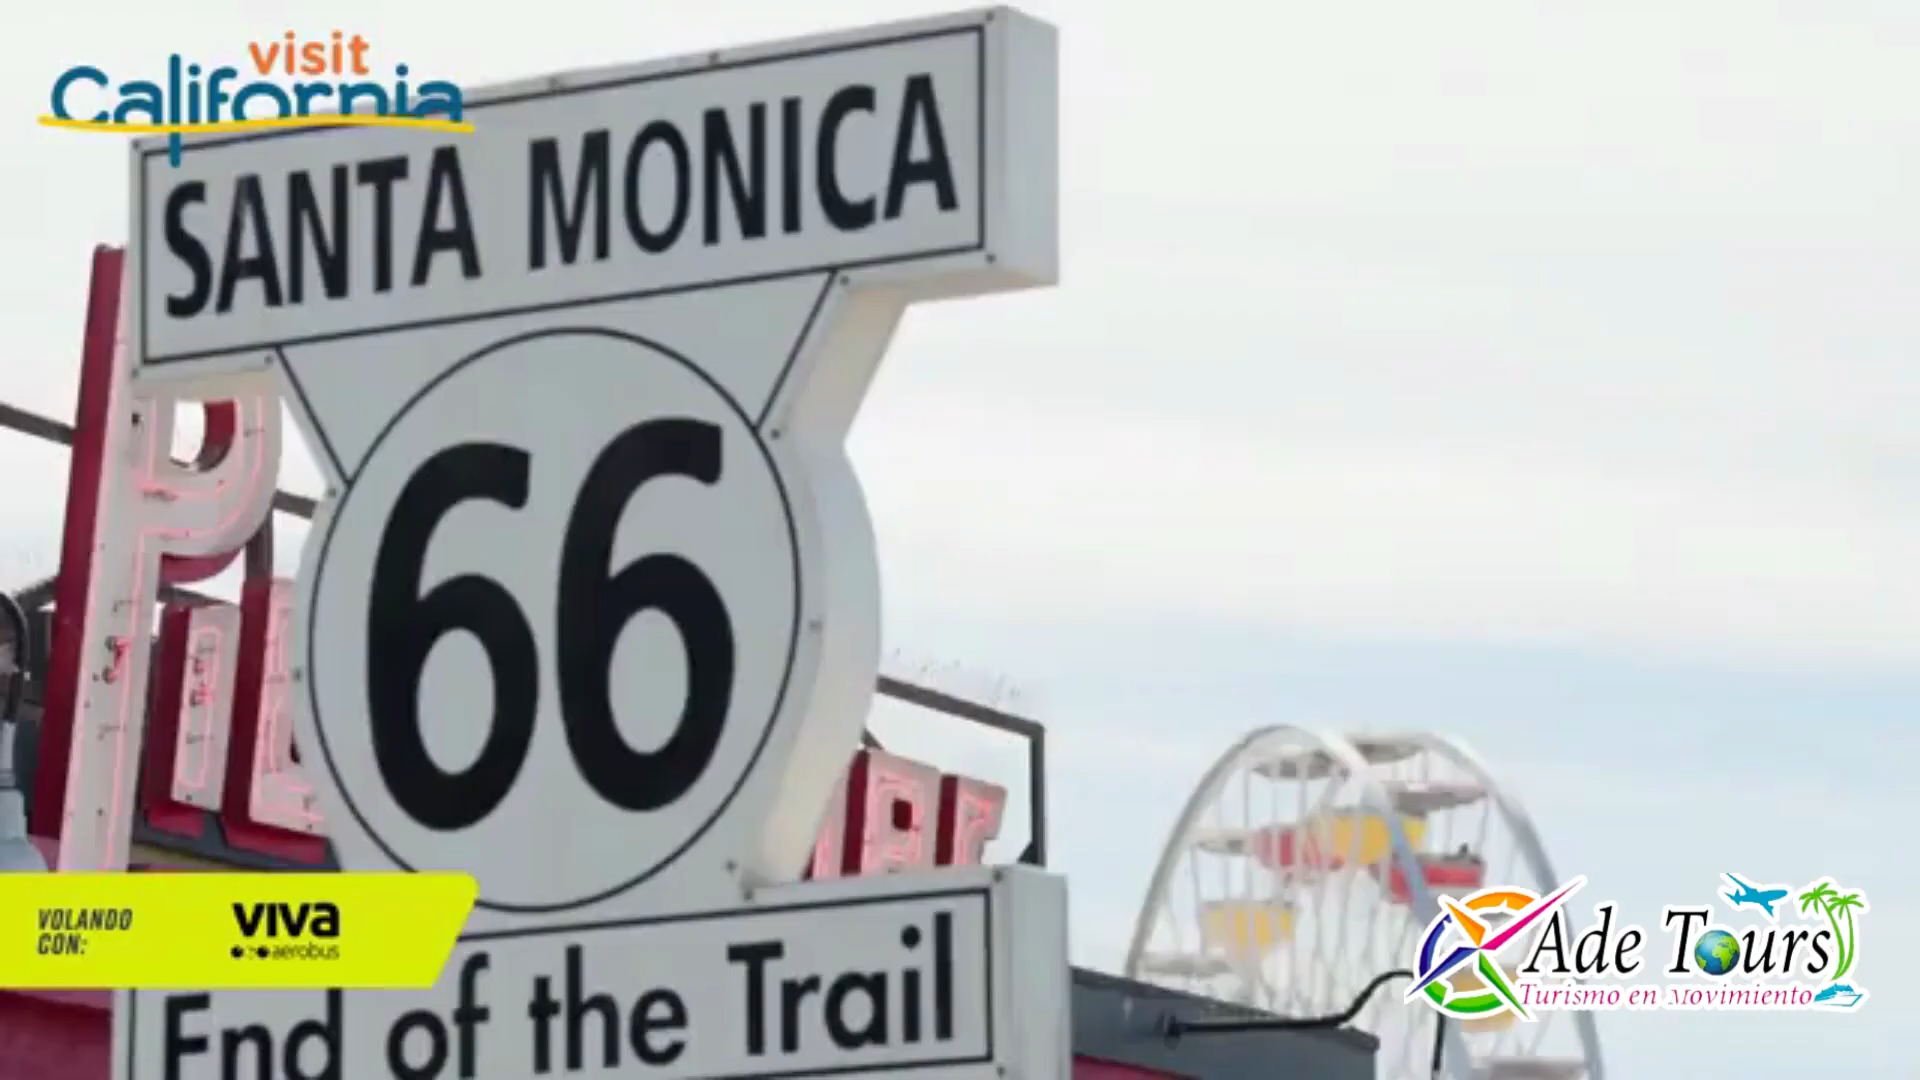 visit
California
SANTA MONICA
66
End of the Trail
VOLANDO
CON:
VIVA
aerobus
Ade Tours
Turismo en Movimiento